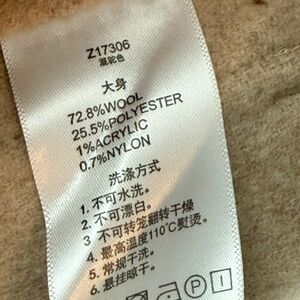 Z17306
混驼色
大身
72.8%WOOL
25.5%POLYESTER
1%ACRYLIC
0.7%NYLON
洗涤方式
1. 不可水洗。
2. 不可漂白。
3 不可转笼翻转干燥
4. 最高温度110℃熨烫。
5. 常规干洗。
6. 悬挂晾干。
P